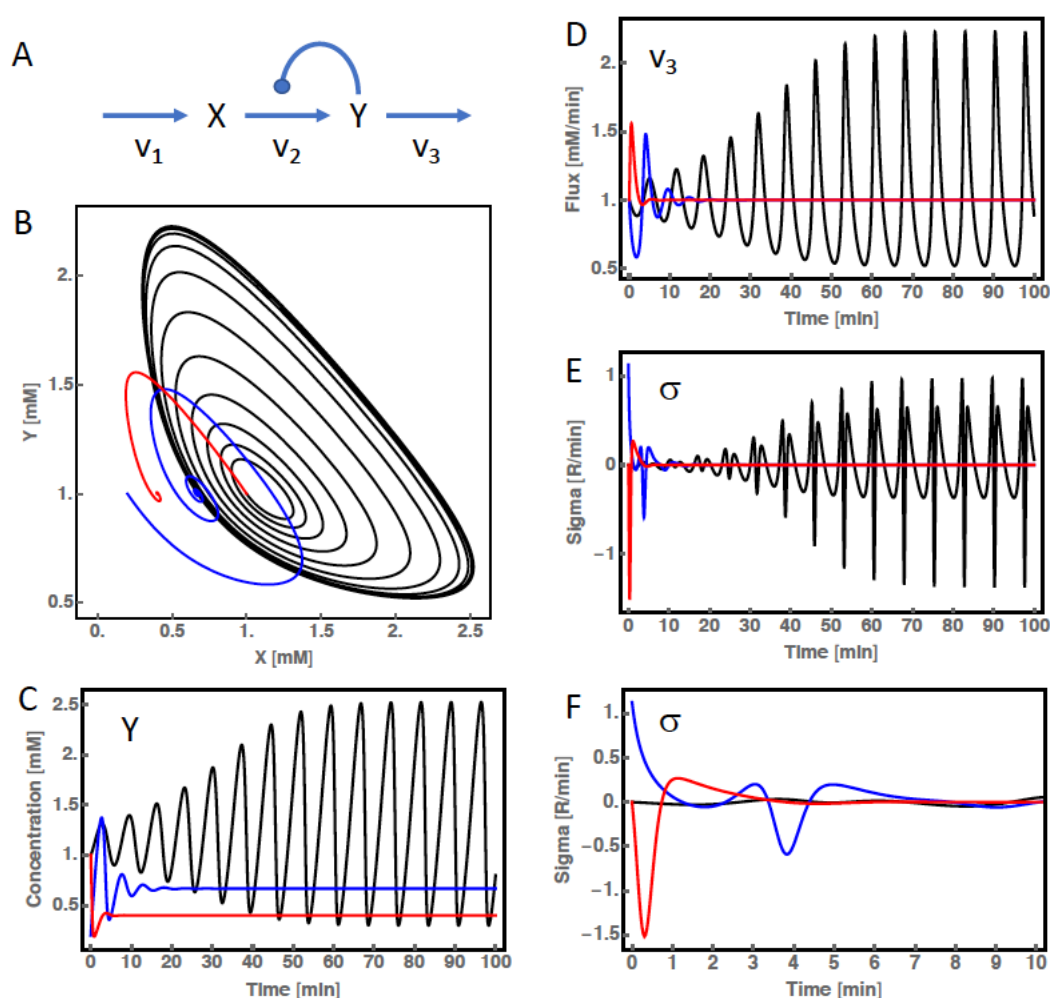 A
X
Y
v1
v2
v3
B
2.
1.5
1.
0.5
Y [mM]
0.
0.5
1.
1.5
2.
2.5
X [mM]
C
Y
2.5
2.
1.5
1.
0.5
Concentration [mM]
0 10 20 30 40 50 60 70 80 90 100
Time [min]
D
v3
2.
1.5
1.
0.5
Flux [mM/min]
0 10 20 30 40 50 60 70 80 90 100
Time [min]
E
σ
1
0
−1
Sigma [R/min]
0 10 20 30 40 50 60 70 80 90 100
Time [min]
F
σ
1.
0.5
0.
−0.5
−1.
−1.5
Sigma [R/min]
0 1 2 3 4 5 6 7 8 9 10
Time [min]